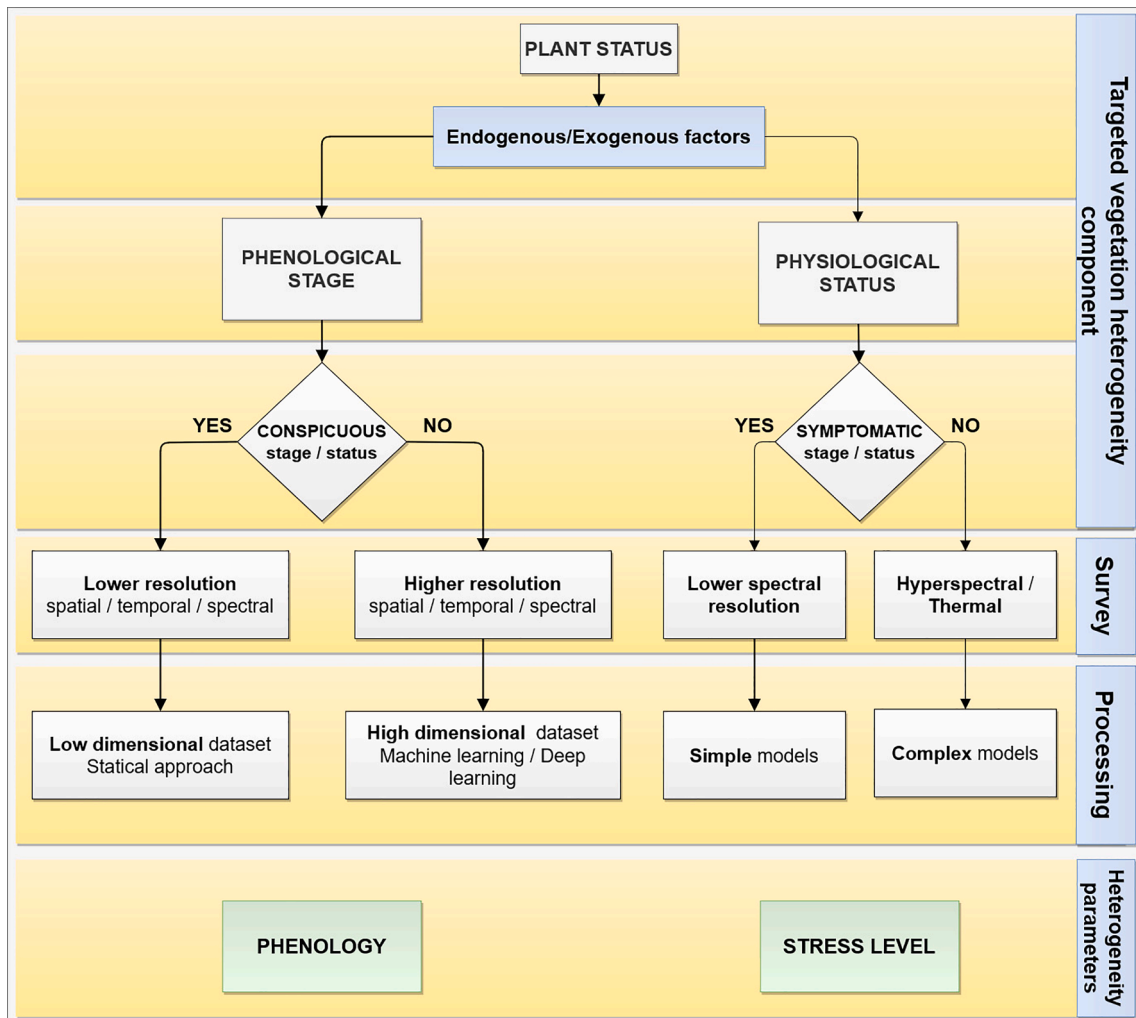 PLANT STATUS
Endogenous/Exogenous factors
PHENOLOGICAL
STAGE
PHYSIOLOGICAL
STATUS
Targeted vegetation heterogeneity
component
YES
CONSPICUOUS
stage / status
NO
YES
SYMPTOMATIC
stage / status
NO
Lower resolution
spatial / temporal / spectral
Higher resolution
spatial / temporal / spectral
Lower spectral
resolution
Hyperspectral /
Thermal
Survey
Low dimensional dataset
Statical approach
High dimensional dataset
Machine learning / Deep
learning
Simple models
Complex models
Processing
PHENOLOGY
STRESS LEVEL
Heterogeneity
parameters